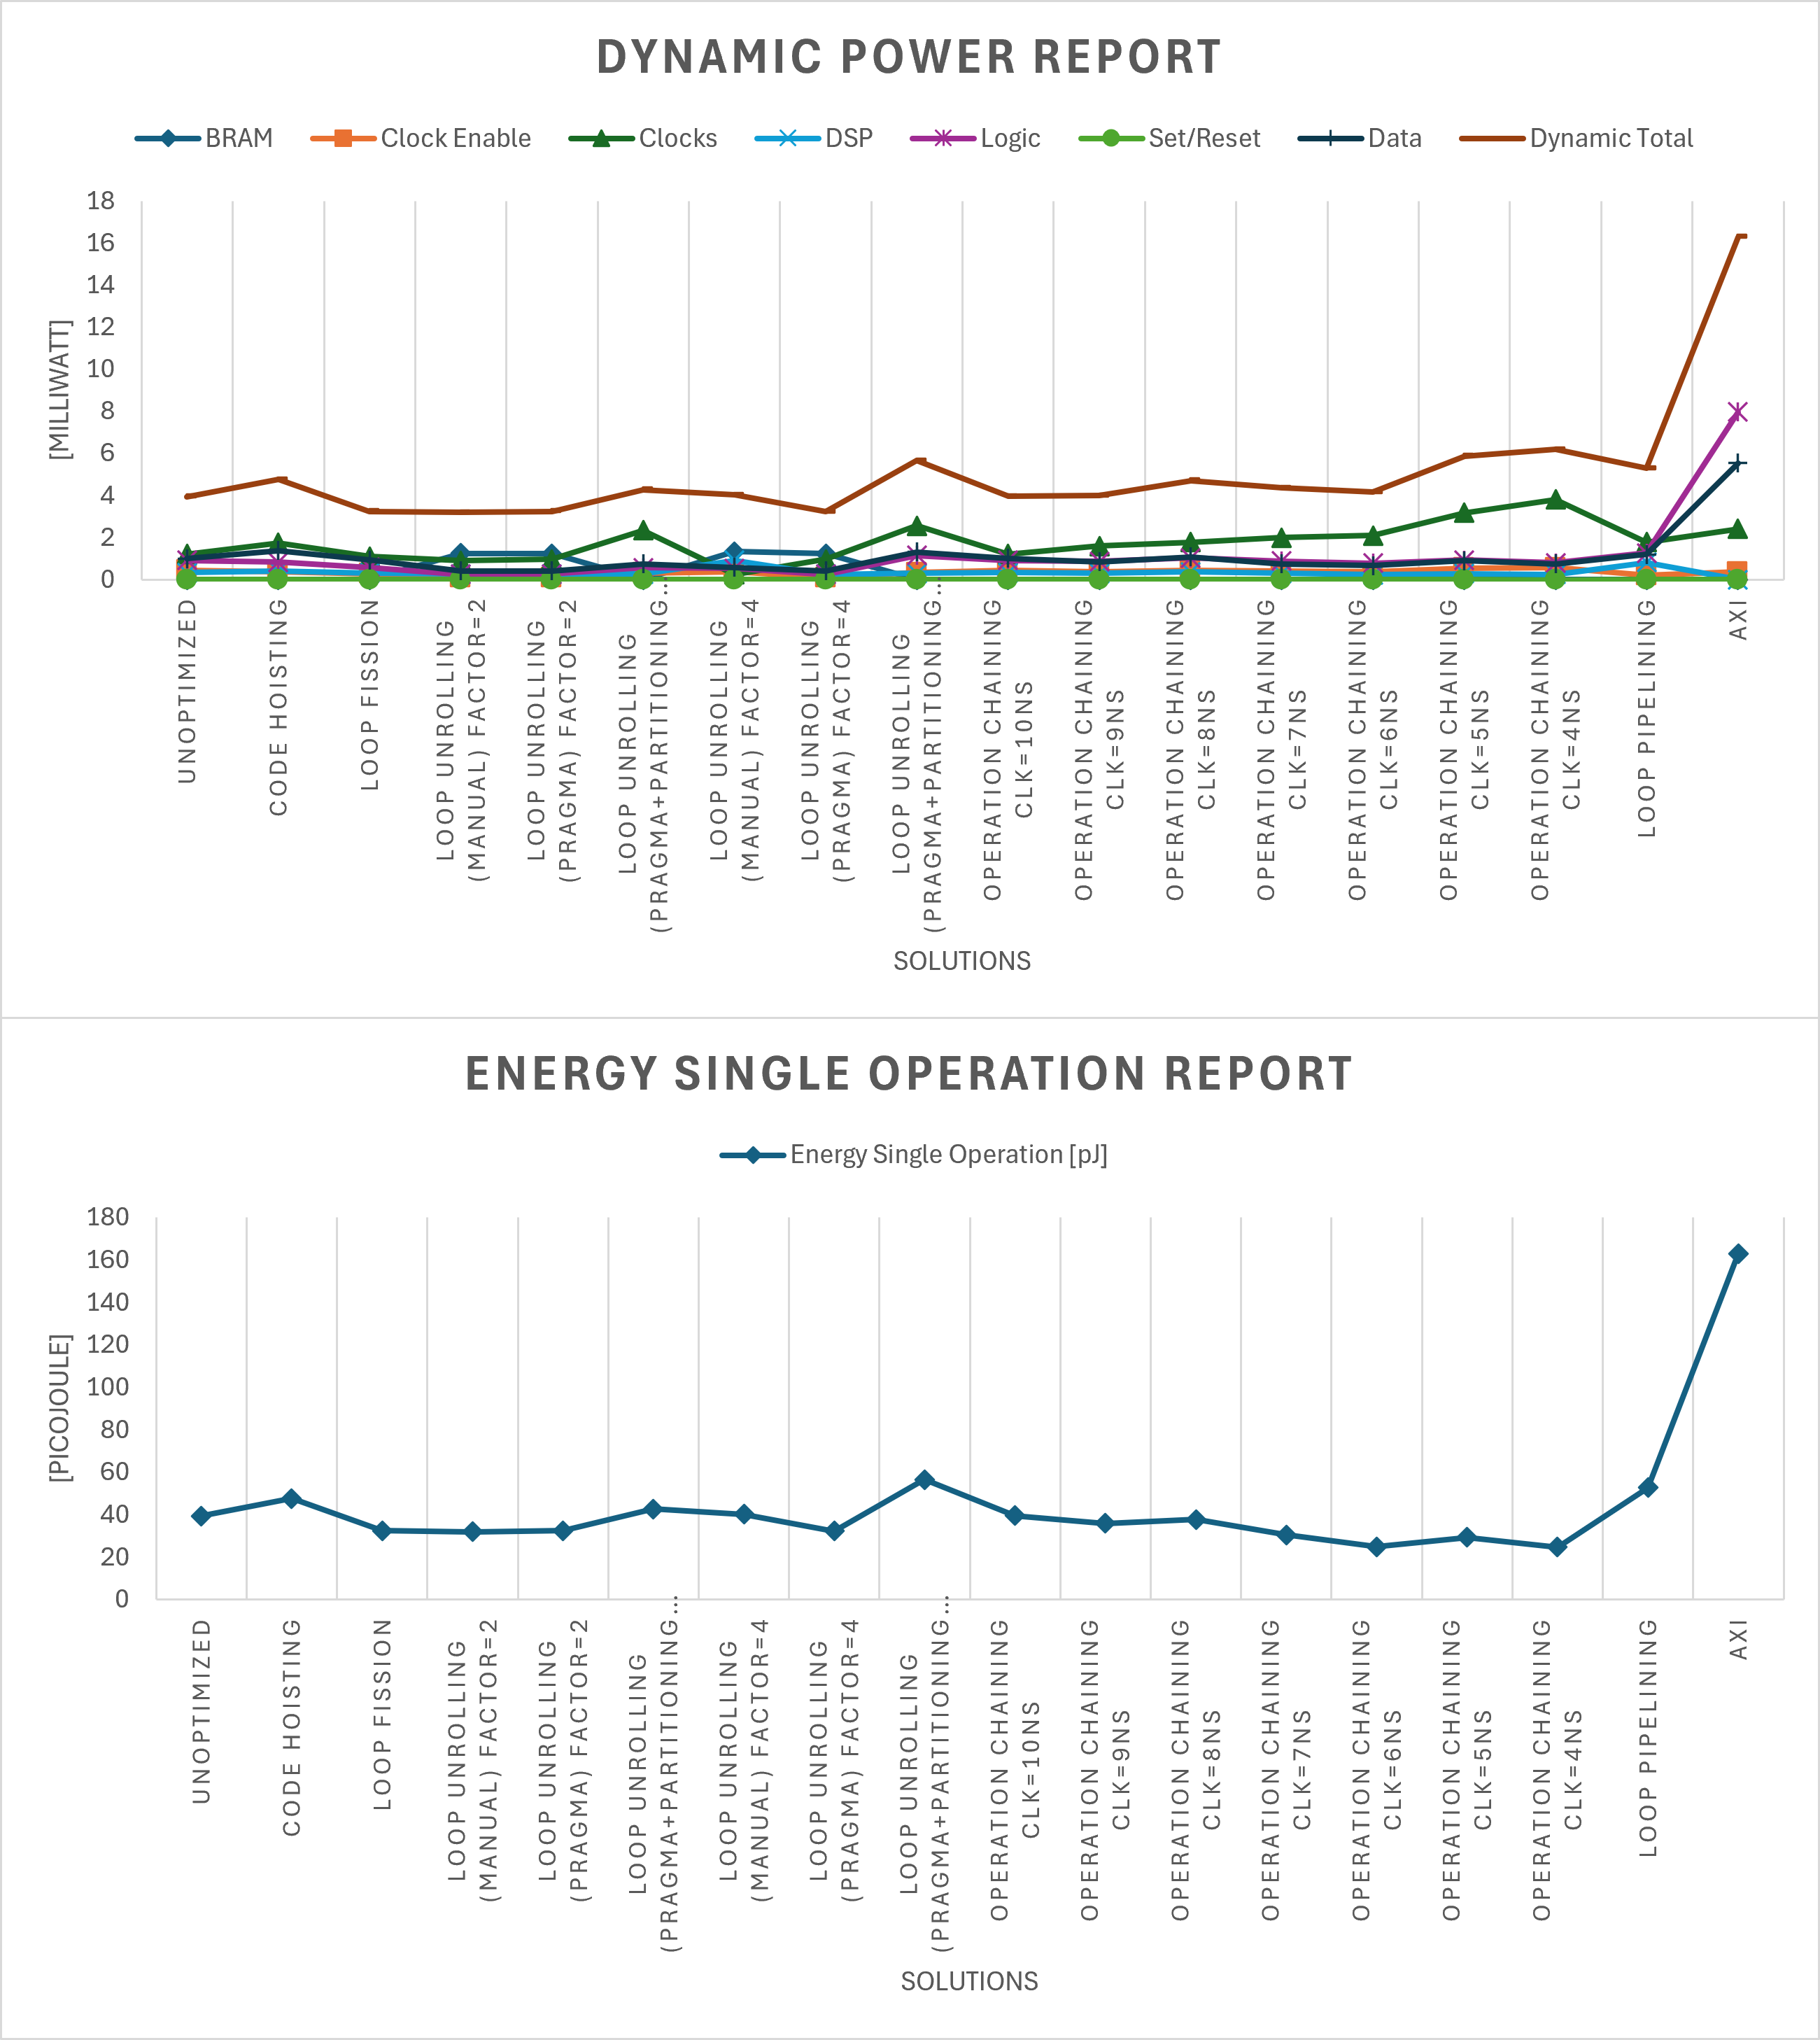 DYNAMIC POWER REPORT
BRAM Clock Enable Clocks DSP Logic Set/Reset Data Dynamic Total
18
16
14
12
10
8
6
4
2
0
[MILLIWATT]
UNOPTIMIZED
CODE HOISTING
LOOP FISSION
LOOP UNROLLING
(MANUAL) FACTOR=2
LOOP UNROLLING
(PRAGMA) FACTOR=2
LOOP UNROLLING
(PRAGMA+PARTITIONING...
LOOP UNROLLING
(MANUAL) FACTOR=4
LOOP UNROLLING
(PRAGMA) FACTOR=4
LOOP UNROLLING
(PRAGMA+PARTITIONING...
OPERATION CHAINING
CLK=10NS
OPERATION CHAINING
CLK=9NS
OPERATION CHAINING
CLK=8NS
OPERATION CHAINING
CLK=7NS
OPERATION CHAINING
CLK=6NS
OPERATION CHAINING
CLK=5NS
OPERATION CHAINING
CLK=4NS
LOOP PIPELINING
AXI
SOLUTIONS
ENERGY SINGLE OPERATION REPORT
Energy Single Operation [pJ]
180
160
140
120
100
80
60
40
20
0
[PICOJOULE]
UNOPTIMIZED
CODE HOISTING
LOOP FISSION
LOOP UNROLLING
(MANUAL) FACTOR=2
LOOP UNROLLING
(PRAGMA) FACTOR=2
LOOP UNROLLING
(PRAGMA+PARTITIONING...
LOOP UNROLLING
(MANUAL) FACTOR=4
LOOP UNROLLING
(PRAGMA) FACTOR=4
LOOP UNROLLING
(PRAGMA+PARTITIONING...
OPERATION CHAINING
CLK=10NS
OPERATION CHAINING
CLK=9NS
OPERATION CHAINING
CLK=8NS
OPERATION CHAINING
CLK=7NS
OPERATION CHAINING
CLK=6NS
OPERATION CHAINING
CLK=5NS
OPERATION CHAINING
CLK=4NS
LOOP PIPELINING
AXI
SOLUTIONS